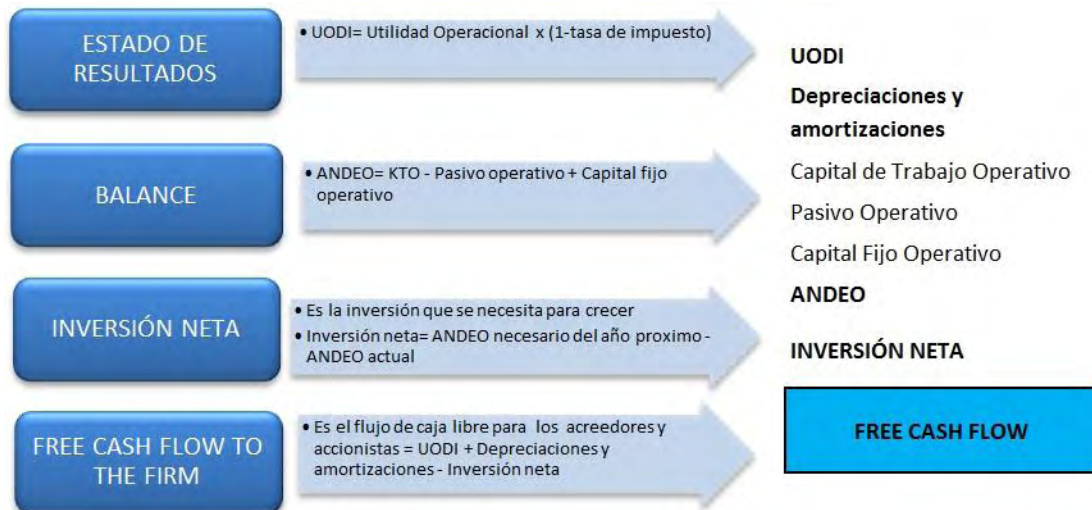 ESTADO DE
RESULTADOS
• UODI= Utilidad Operacional x (1-tasa de impuesto)
BALANCE
• ANDEO= KTO - Pasivo operativo + Capital fijo
operativo
INVERSIÓN NETA
• Es la inversión que se necesita para crecer
• Inversión neta= ANDEO necesario del año proximo -
ANDEO actual
FREE CASH FLOW TO
THE FIRM
• Es el flujo de caja libre para los acreedores y
accionistas = UODI + Depreciaciones y
amortizaciones - Inversión neta
UODI
Depreciaciones y
amortizaciones
Capital de Trabajo Operativo
Pasivo Operativo
Capital Fijo Operativo
ANDEO
INVERSIÓN NETA
FREE CASH FLOW